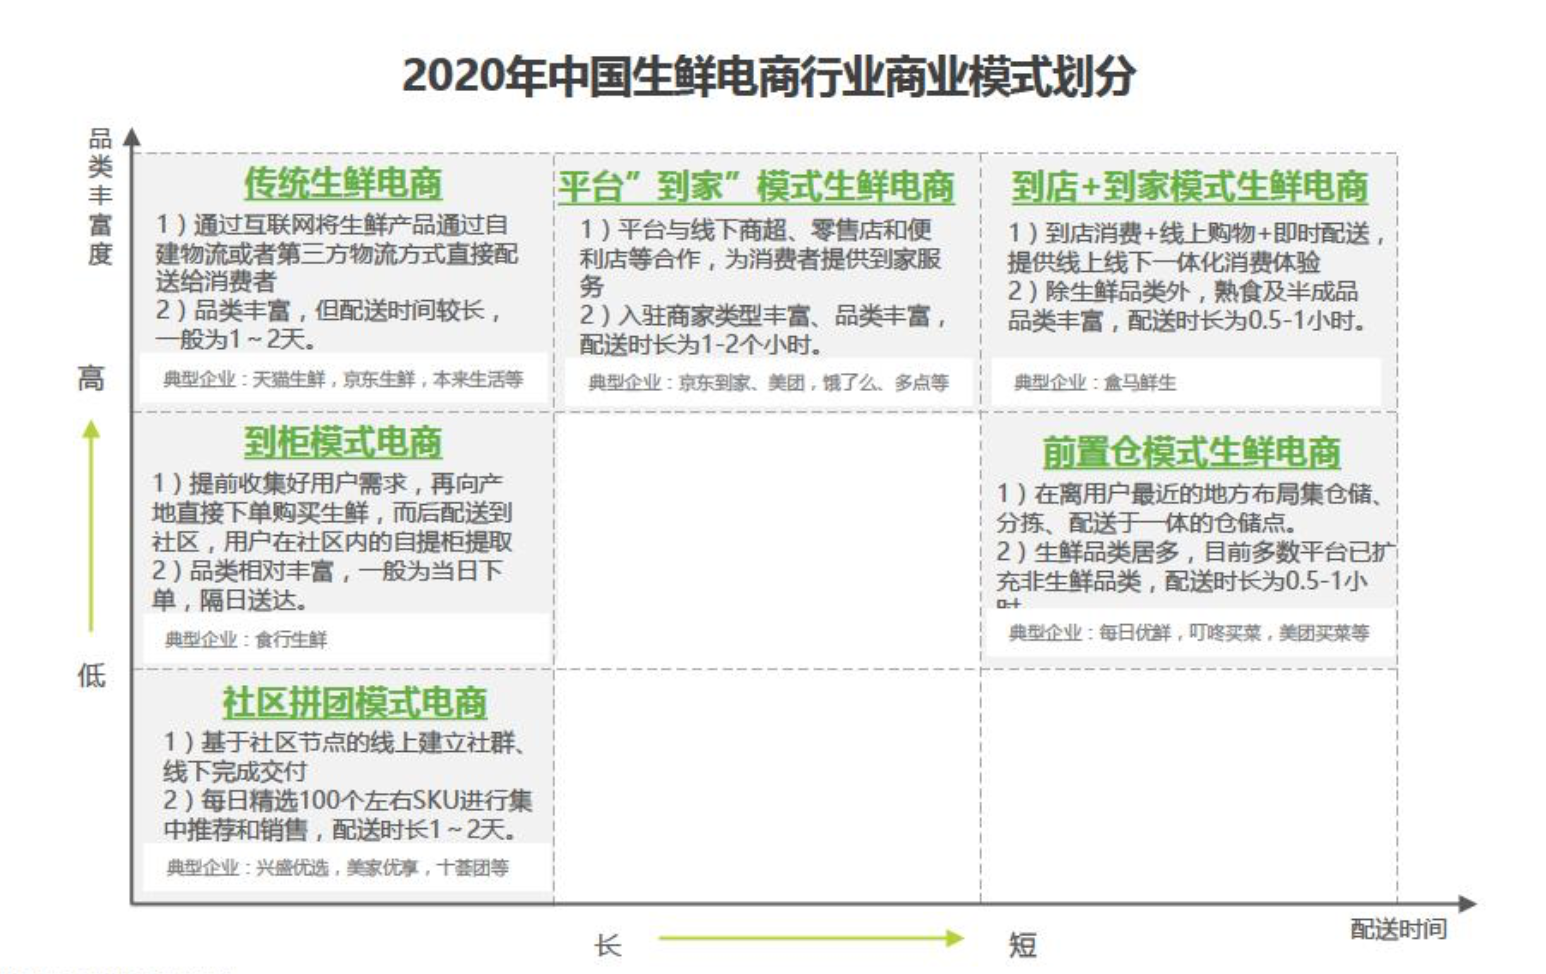 2020年中国生鲜电商行业商业模式划分
品类丰富度
高
低
传统生鲜电商
1）通过互联网将生鲜产品通过自
建物流或者第三方物流方式直接配
送给消费者
2）品类丰富，但配送时间较长，
一般为1～2天。
典型企业：天猫生鲜，京东生鲜，本来生活等
平台”到家”模式生鲜电商
1）平台与线下商超、零售店和便
利店等合作，为消费者提供到家服
务
2）入驻商家类型丰富、品类丰富，
配送时长为1-2个小时。
典型企业：京东到家、美团，饿了么、多点等
到店+到家模式生鲜电商
1）到店消费+线上购物+即时配送，
提供线上线下一体化消费体验
2）除生鲜品类外，熟食及半成品
品类丰富，配送时长为0.5-1小时。
典型企业：盒马鲜生
到柜模式电商
1）提前收集好用户需求，再向产
地直接下单购买生鲜，而后配送到
社区，用户在社区内的自提柜提取
2）品类相对丰富，一般为当日下
单，隔日送达。
典型企业：食行生鲜
前置仓模式生鲜电商
1）在离用户最近的地方布局集仓储、
分拣、配送于一体的仓储点。
2）生鲜品类居多，目前多数平台已扩
充非生鲜品类，配送时长为0.5-1小
时
典型企业：每日优鲜，叮咚买菜，美团买菜等
社区拼团模式电商
1）基于社区节点的线上建立社群、
线下完成交付
2）每日精选100个左右SKU进行集
中推荐和销售，配送时长1～2天。
典型企业：兴盛优选，美家优享，十荟团等
长
短
配送时间